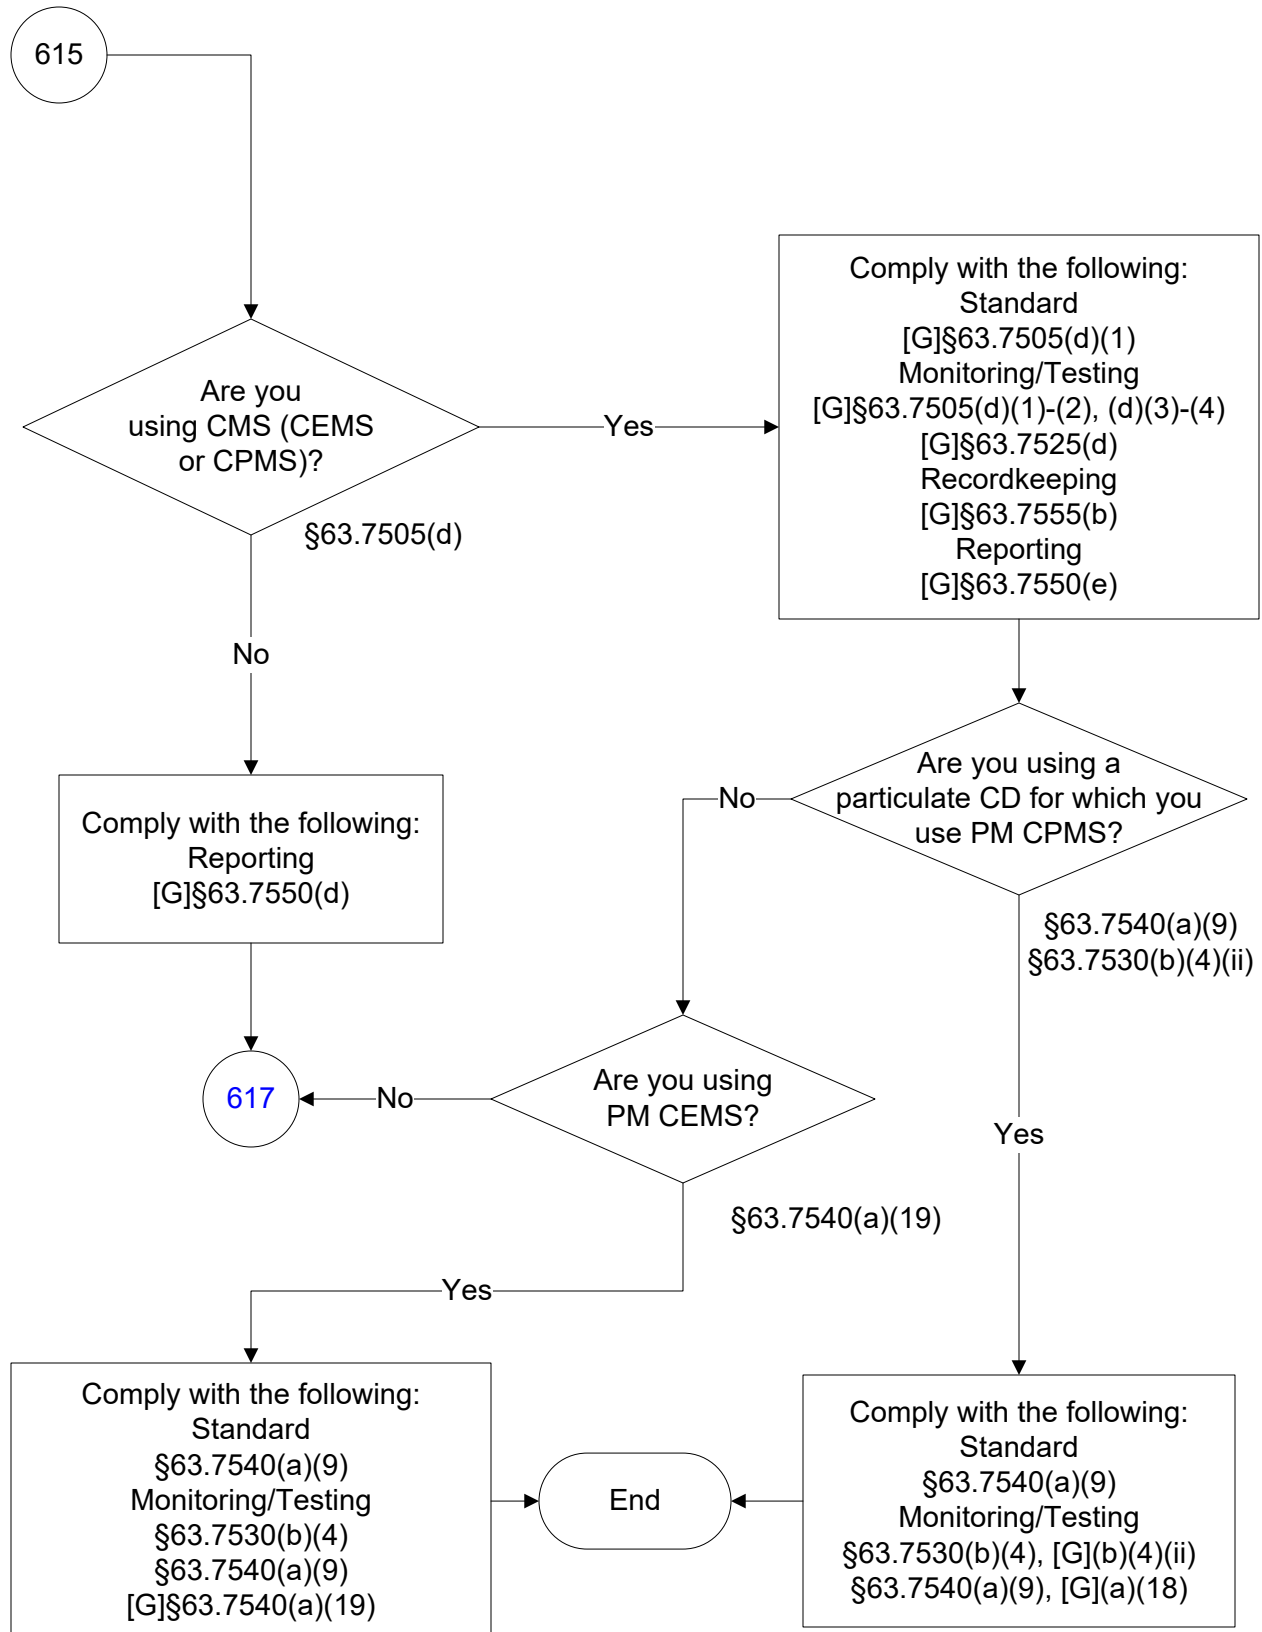 615
Are you
using CMS (CEMS
or CPMS)?
§63.7505(d)
Yes
Comply with the following:
Standard
[G]§63.7505(d)(1)
Monitoring/Testing
[G]§63.7505(d)(1)-(2), (d)(3)-(4)
[G]§63.7525(d)
Recordkeeping
[G]§63.7555(b)
Reporting
[G]§63.7550(e)
No
Comply with the following:
Reporting
[G]§63.7550(d)
Are you using a
particulate CD for which you
use PM CPMS?
§63.7540(a)(9)
§63.7530(b)(4)(ii)
No
617
No
Are you using
PM CEMS?
§63.7540(a)(19)
Yes
Yes
Comply with the following:
Standard
§63.7540(a)(9)
Monitoring/Testing
§63.7530(b)(4)
§63.7540(a)(9)
[G]§63.7540(a)(19)
End
Comply with the following:
Standard
§63.7540(a)(9)
Monitoring/Testing
§63.7530(b)(4), [G](b)(4)(ii)
§63.7540(a)(9), [G](a)(18)